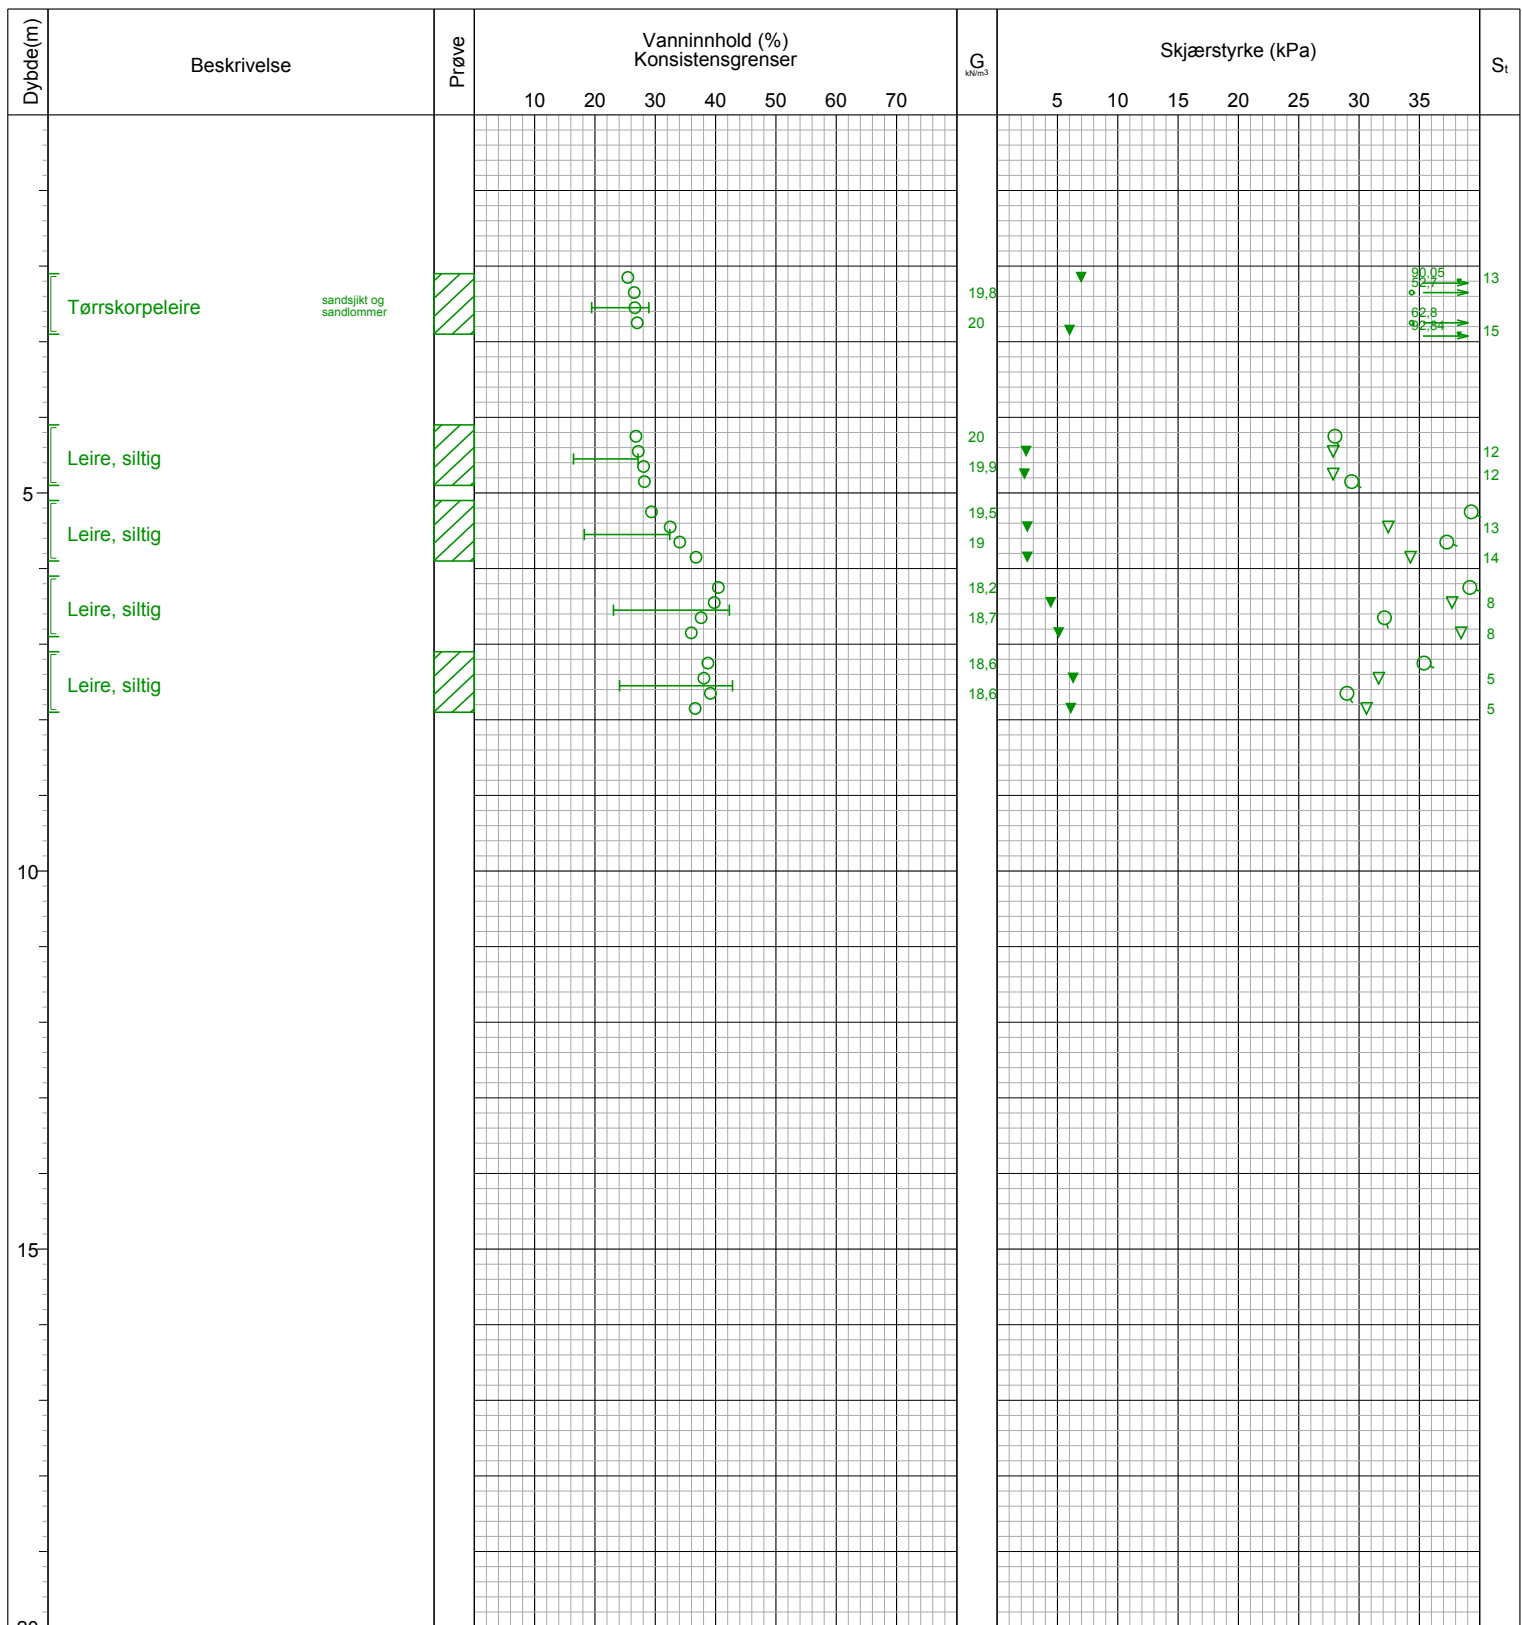 Dybde(m)
Beskrivelse
Prøve
Vanninnhold (%)
Konsistensgrenser
10 20 30 40 50 60 70
G
kN/m³
Skjærstyrke (kPa)
5 10 15 20 25 30 35
St
90,05
13
52,7
19,8
Tørrskorpeleire
sandsjikt og
sandlommer
62,8
20
92,84
15
20
Leire, siltig
12
19,9
12
5
19,5
13
Leire, siltig
19
14
18,2
8
Leire, siltig
18,7
8
18,6
5
Leire, siltig
18,6
5
10
15